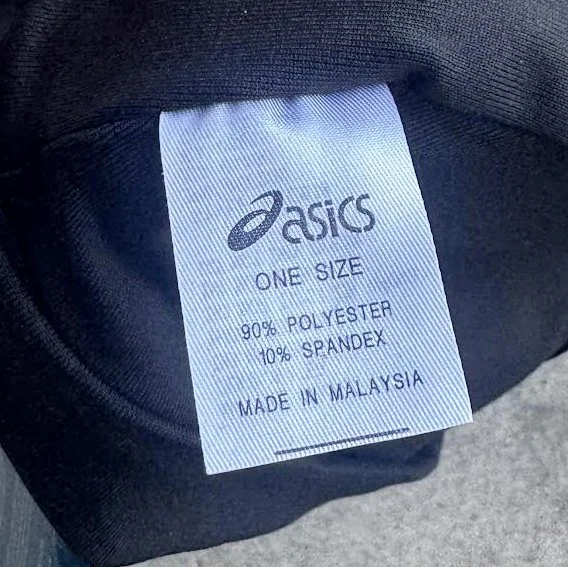 asics
ONE SIZE
90% POLYESTER
10% SPANDEX
MADE IN MALAYSIA